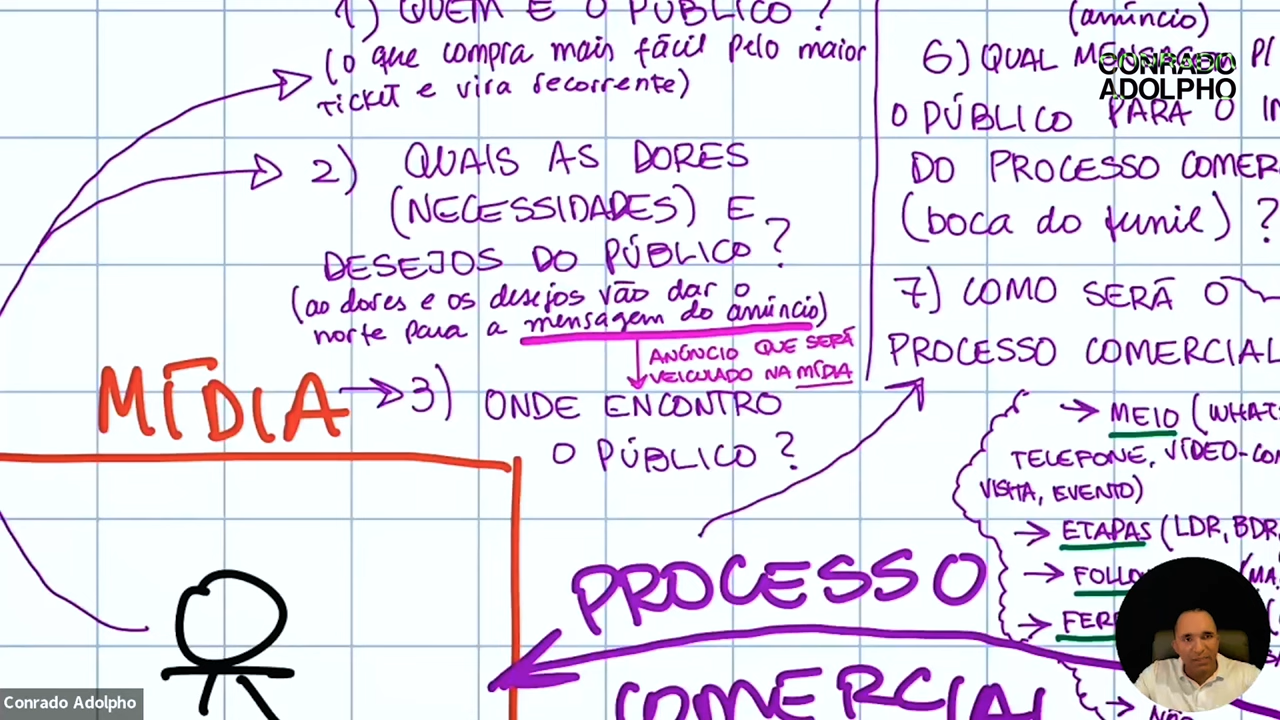 1) QUEM É O PÚBLICO?
(o que compra mais fácil pelo maior
ticket e vira recorrente)
2) QUAIS AS DORES
(NECESSIDADES) E
DESEJOS DO PÚBLICO?
(as dores e os desejos vão dar o
norte para a mensagem do anúncio)
ANÚNCIO QUE SERÁ
VEICULADO NA MÍDIA
MÍDIA
3) ONDE ENCONTRO
O PÚBLICO?
PROCESSO
COMERCIAL
(anúncio)
6) QUAL MENSAGEM P/
O PÚBLICO PARA O
DO PROCESSO
(boca do funil)?
7) COMO SERÁ O
PROCESSO COMERCIAL
MEIO
TELEFONE,
VISITA, EVENTO)
ETAPAS (LDR, BDR,
CONRADO
ADOLPHO
Conrado Adolpho